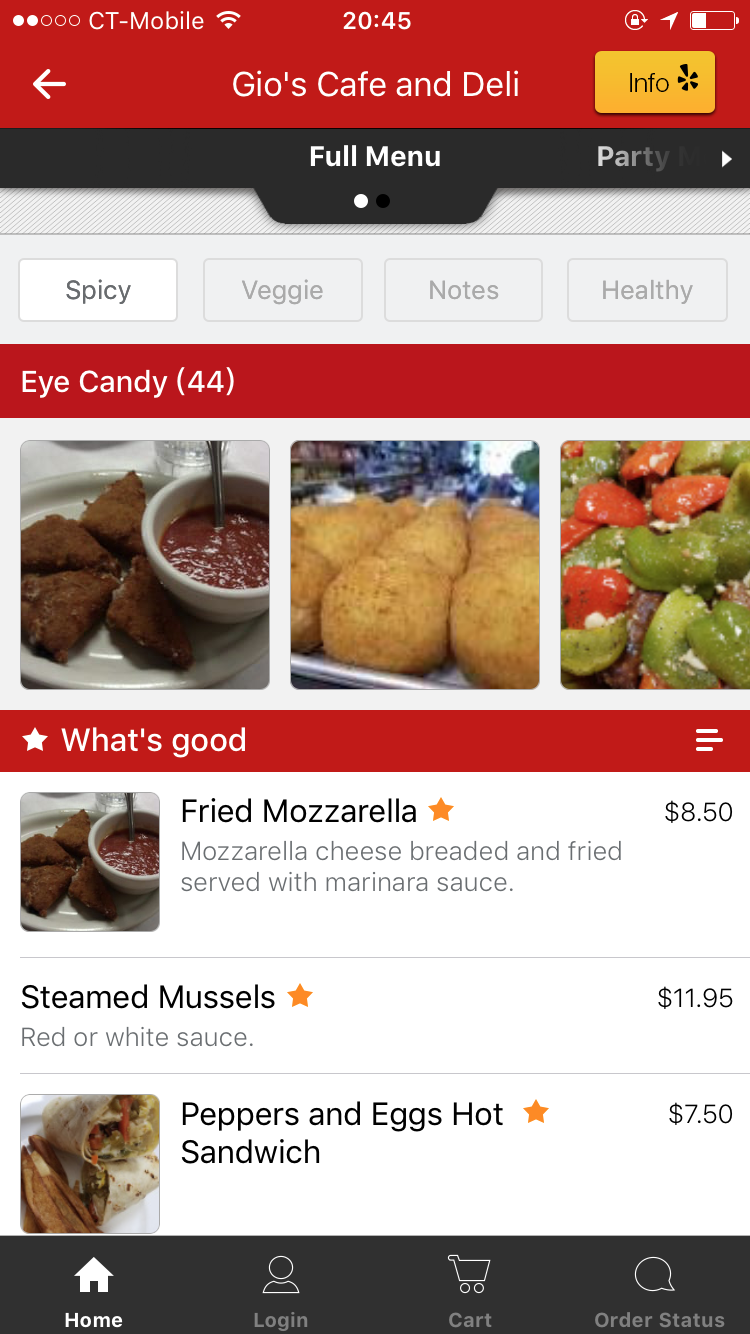 CT-Mobile 20:45
Gio's Cafe and Deli
Info
Full Menu
Party
Spicy
Veggie
Notes
Healthy
Eye Candy (44)
What's good
Fried Mozzarella $8.50
Mozzarella cheese breaded and fried
served with marinara sauce.
Steamed Mussels $11.95
Red or white sauce.
Peppers and Eggs Hot $7.50
Sandwich
Home
Login
Cart
Order Status